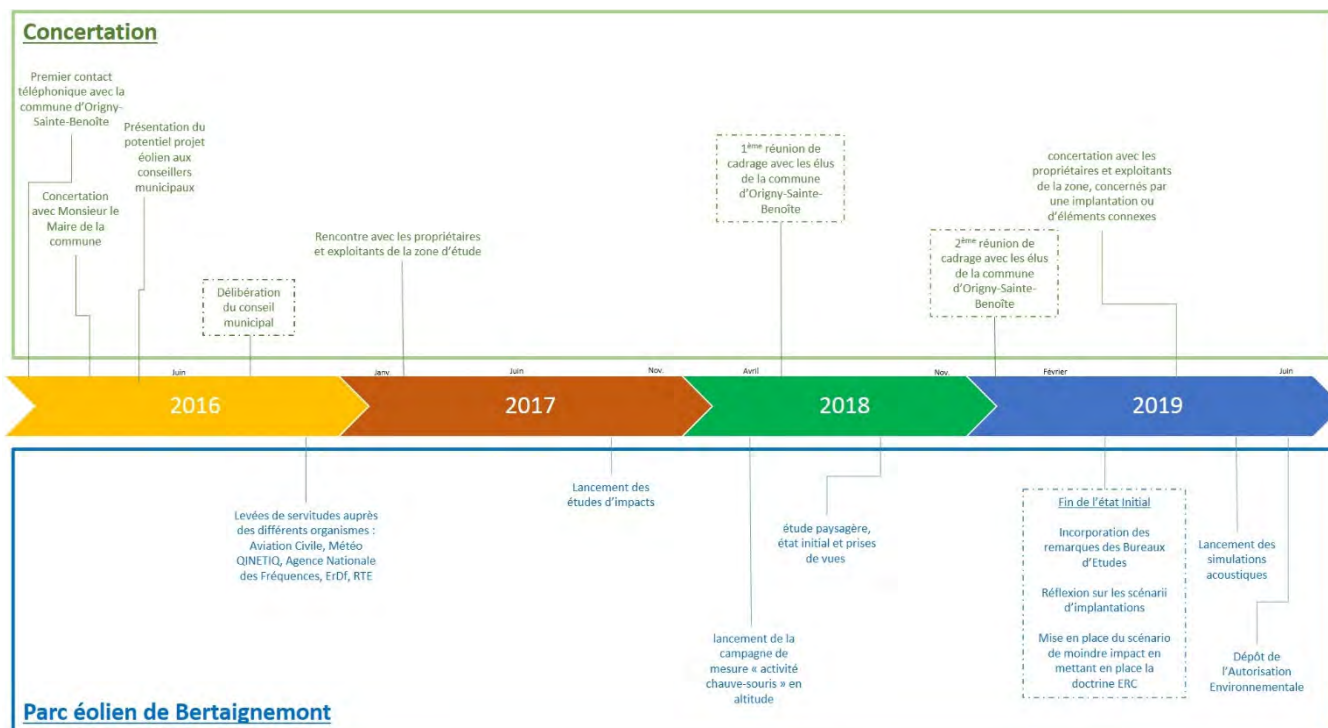 Concertation
Premier contact
téléphonique avec la
commune d'Origny-
Sainte-Benoîte
Concertation
avec Monsieur le
Maire de la
commune
Présentation du
potentiel projet
éolien aux
conseillers
municipaux
Délibération
du conseil
municipal
Rencontre avec les propriétaires
et exploitants de la zone d'étude
1ème réunion de
cadrage avec les élus
de la commune
d'Origny-Sainte-
Benoîte
2ème réunion de
cadrage avec les élus
de la commune
d'Origny-Sainte-
Benoîte
concertation avec les
propriétaires et exploitants
de la zone, concernés par
une implantation ou
d'éléments connexes
Juin
Janv.
Juin
Nov.
Avril
Nov.
Février
Juin
2016
2017
2018
2019
Levées de servitudes auprès
des différents organismes :
Aviation Civile, Météo
QINETIQ, Agence Nationale
des Fréquences, ErDf, RTE
Lancement des
études d'impacts
lancement de la
campagne de
mesure « activité
chauve-souris » en
altitude
étude paysagère,
état initial et prises
de vues
Fin de l'état Initial
Incorporation des
remarques des Bureaux
d'Etudes
Réflexion sur les scénarii
d'implantations
Mise en place du scénario
de moindre impact en
mettant en place la
doctrine ERC
Lancement des
simulations
acoustiques
Dépôt de
l'Autorisation
Environnementale
Parc éolien de Bertaignemont